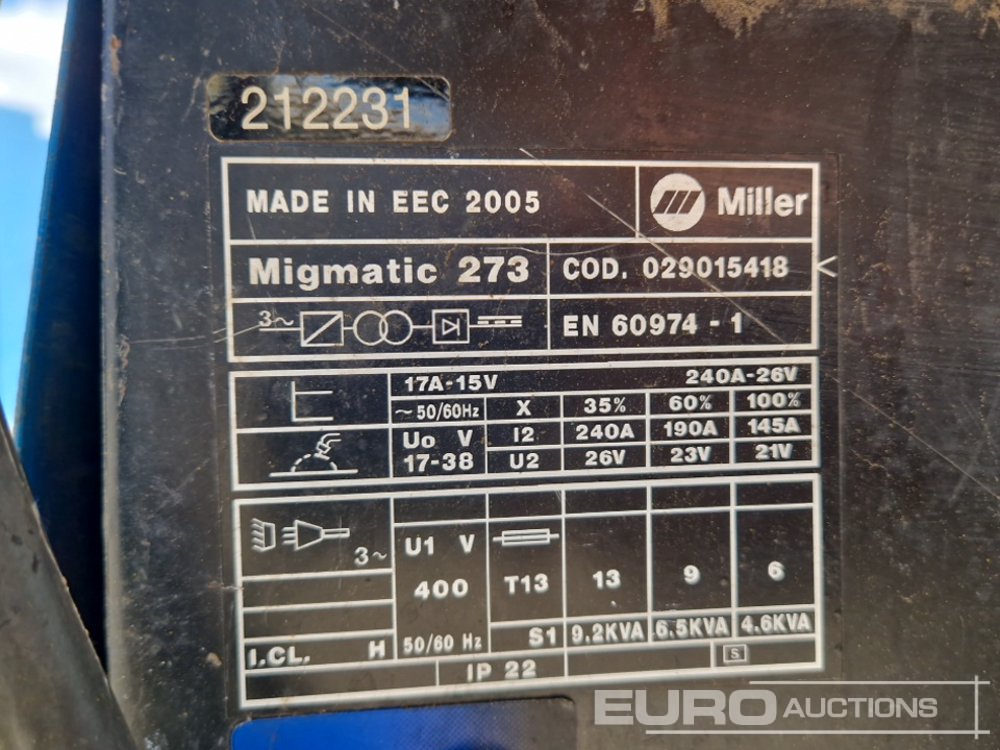 212231
MADE IN EEC 2005 Miller
Migmatic 273 COD. 029015418
3~ EN 60974 - 1
17A-15V 240A-26V
~ 50/60Hz X 35% 60% 100%
Uo V I2 240A 190A 145A
17-38 U2 26V 23V 21V
3~ U1 V
400 T13 13 9 6
I.CL. H 50/60 Hz S1 9.2KVA 6.5KVA 4.6KVA
IP 22 S
EURO AUCTIONS